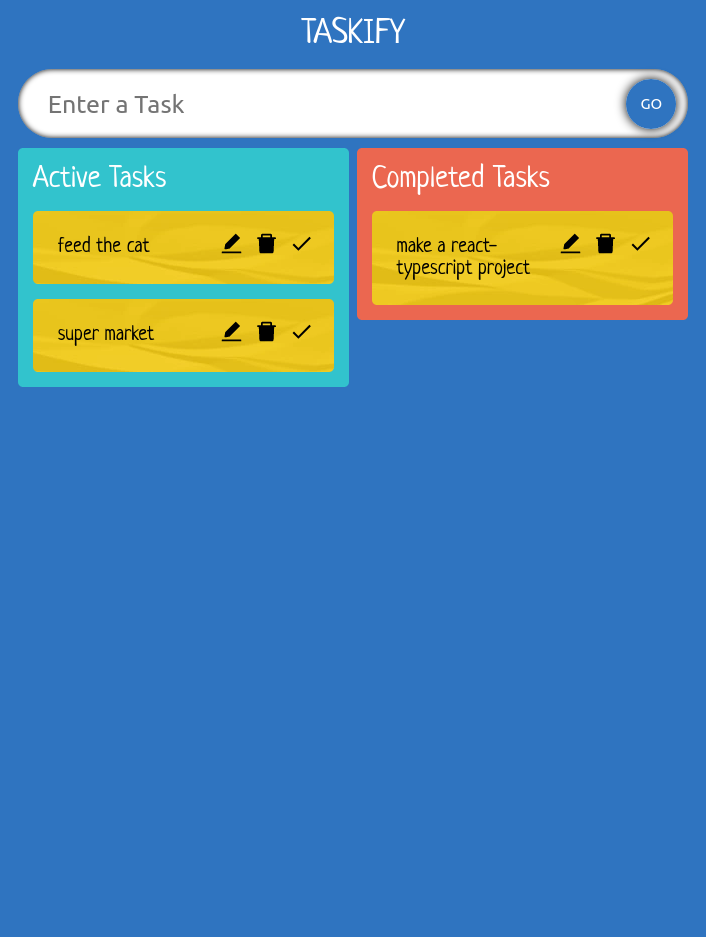 TASKIFY
Enter a Task
GO
Active Tasks
feed the cat
super market
Completed Tasks
make a react-
typescript project